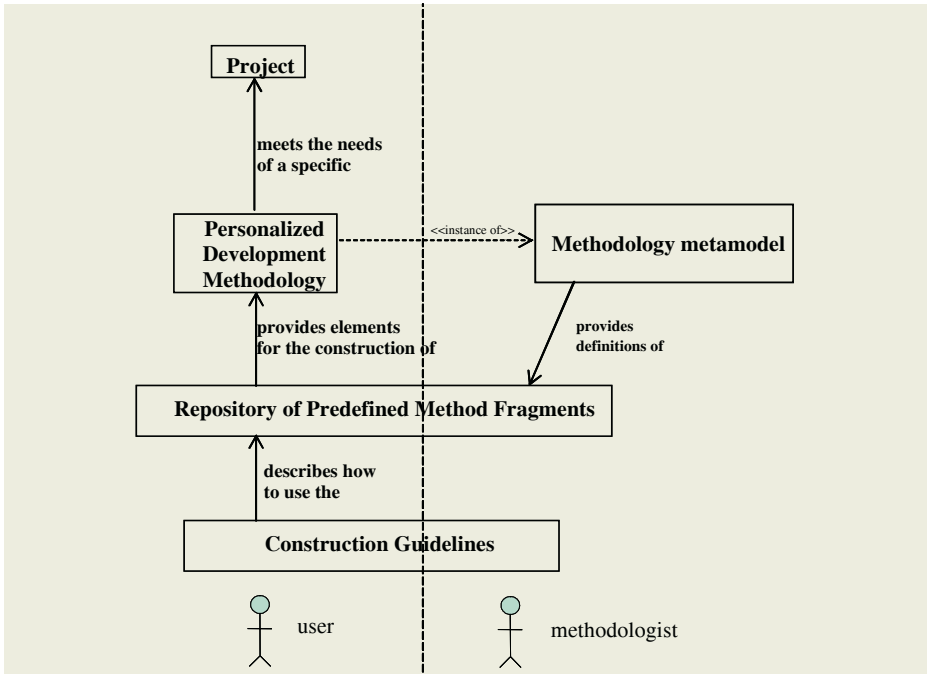 Project
meets the needs
of a specific
Personalized
Development
Methodology
<<instance of>>
Methodology metamodel
provides elements
for the construction of
provides
definitions of
Repository of Predefined Method Fragments
describes how
to use the
Construction Guidelines
user
methodologist